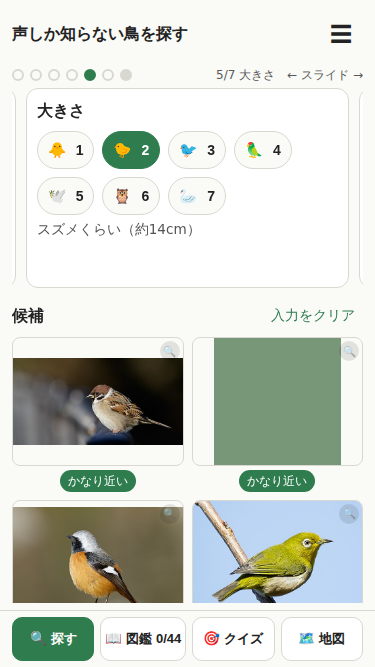 声しか知らない鳥を探す
5/7 大きさ ← スライド →
大きさ
1 2 3 4
5 6 7
スズメくらい（約14cm）
候補 入力をクリア
かなり近い かなり近い
探す 図鑑 0/44 クイズ 地図